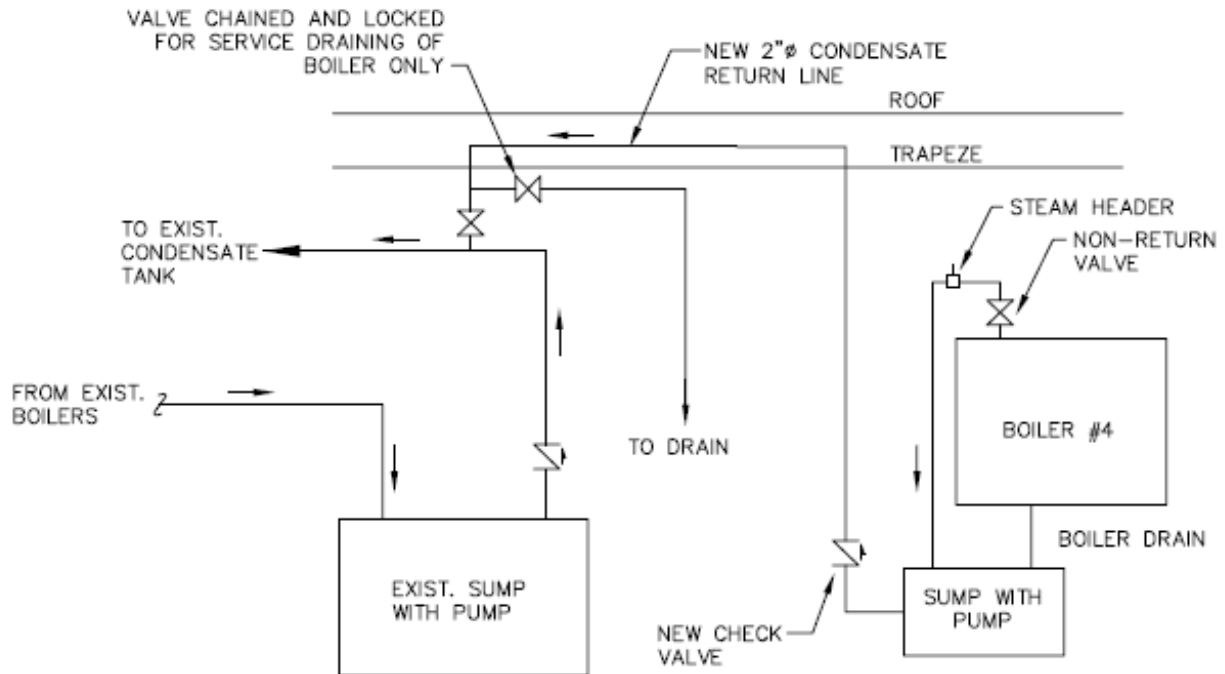 VALVE CHAINED AND LOCKED
FOR SERVICE DRAINING OF
BOILER ONLY
NEW 2"ø CONDENSATE
RETURN LINE
ROOF
TRAPEZE
TO EXIST.
CONDENSATE
TANK
STEAM HEADER
NON-RETURN
VALVE
FROM EXIST.
BOILERS
TO DRAIN
BOILER #4
BOILER DRAIN
EXIST. SUMP
WITH PUMP
SUMP WITH
PUMP
NEW CHECK
VALVE